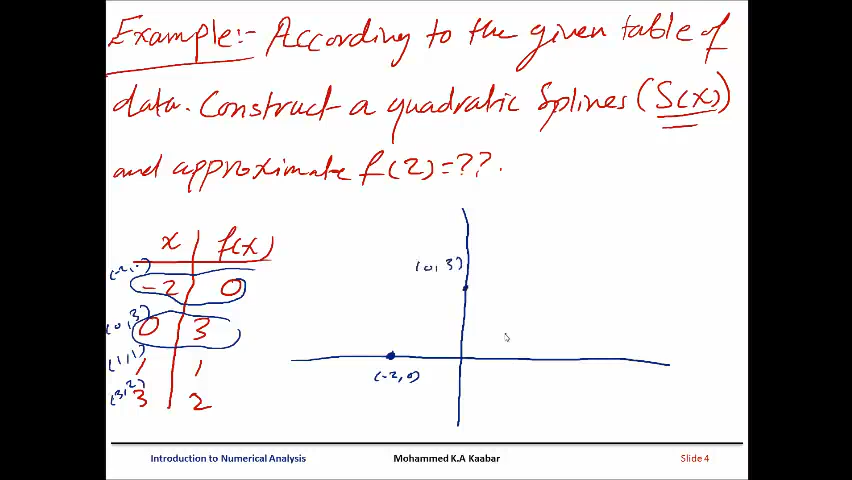 Example:- According to the given table of
data. Construct a quadratic Splines (S(x))
and approximate f(2)=??.
x f(x)
-2 0
0 3
1 1
3 2
(0,3)
(1,1)
(3,2)
(0,3)
(-2,0)
Introduction to Numerical Analysis Mohammed K.A Kaabar Slide 4